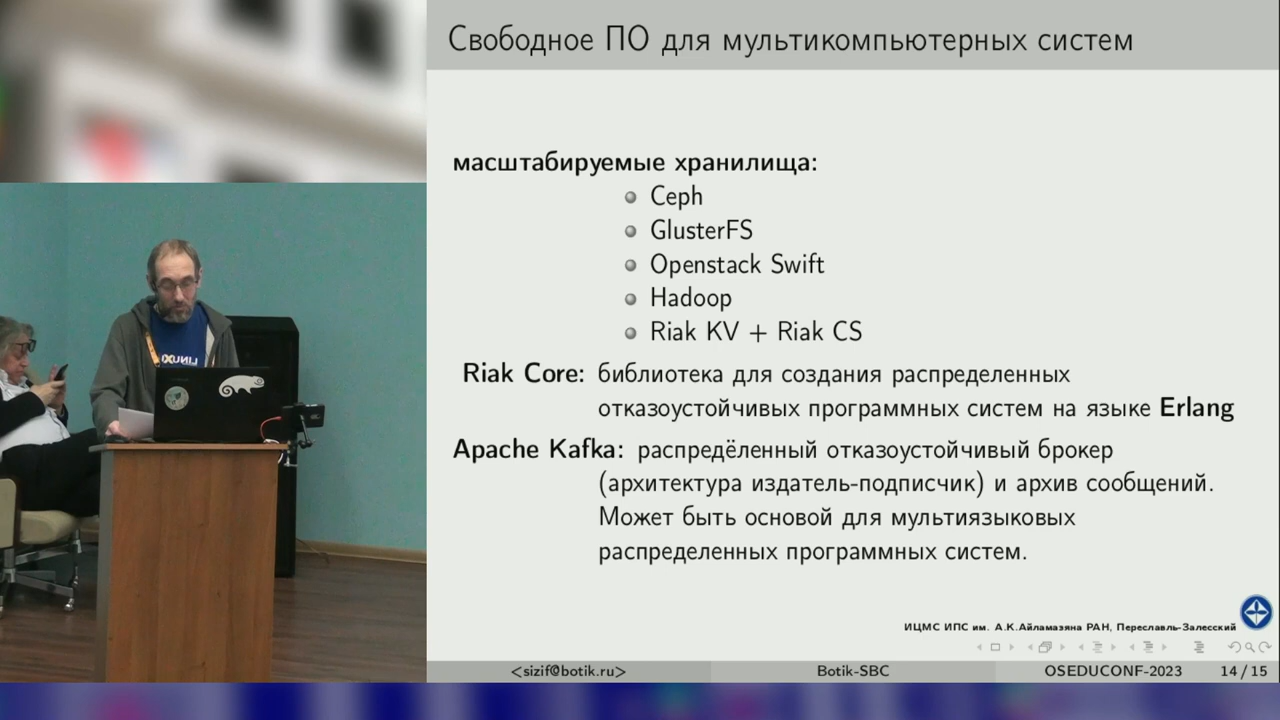 Свободное ПО для мультикомпьютерных систем
масштабируемые хранилища:
Ceph
GlusterFS
Openstack Swift
Hadoop
Riak KV + Riak CS
Riak Core: библиотека для создания распределенных
отказоустойчивых программных систем на языке Erlang
Apache Kafka: распредёленный отказоустойчивый брокер
(архитектура издатель-подписчик) и архив сообщений.
Может быть основой для мультиязыковых
распределенных программных систем.
ИЦМС ИПС им. А.К.Айламазяна РАН, Переславль-Залесский
<sizif@botik.ru>
Botik-SBC
OSEDUCONF-2023
14 / 15
LINUX